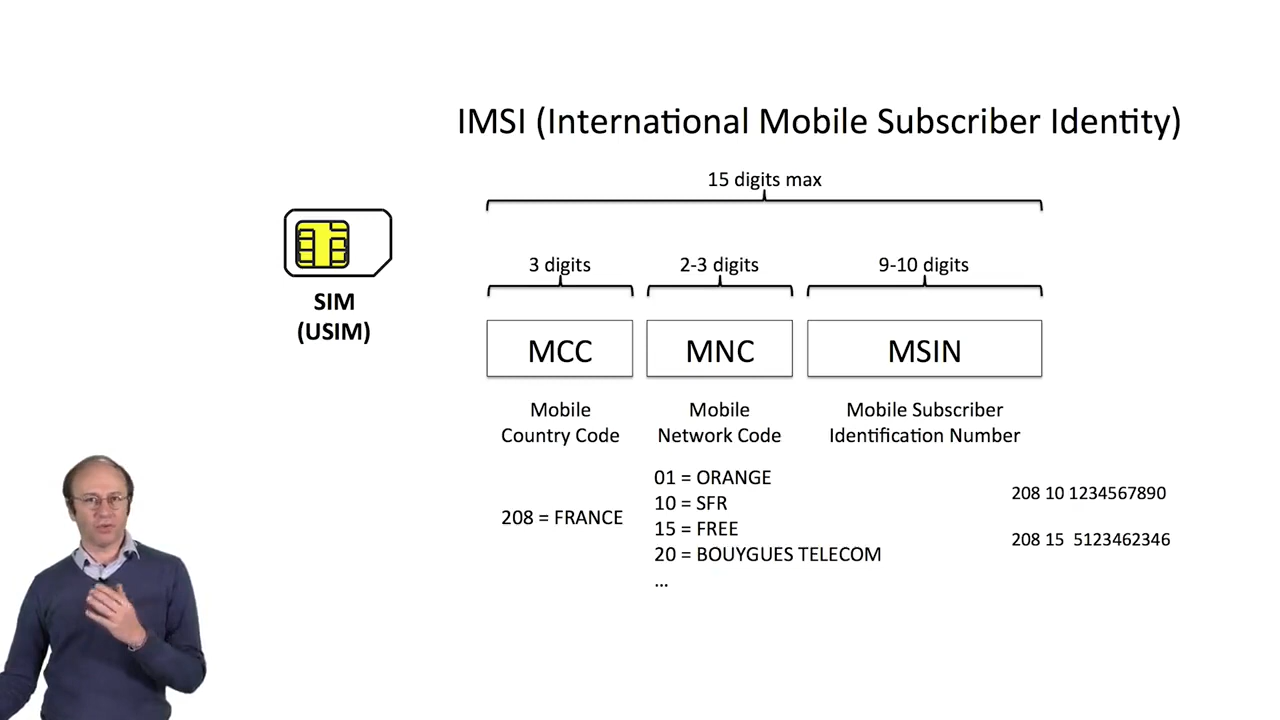 IMSI (International Mobile Subscriber Identity)
15 digits max
3 digits
2-3 digits
9-10 digits
SIM
(USIM)
MCC
MNC
MSIN
Mobile
Country Code
Mobile
Network Code
Mobile Subscriber
Identification Number
208 = FRANCE
01 = ORANGE
10 = SFR
15 = FREE
20 = BOUYGUES TELECOM
...
208 10 1234567890
208 15  5123462346